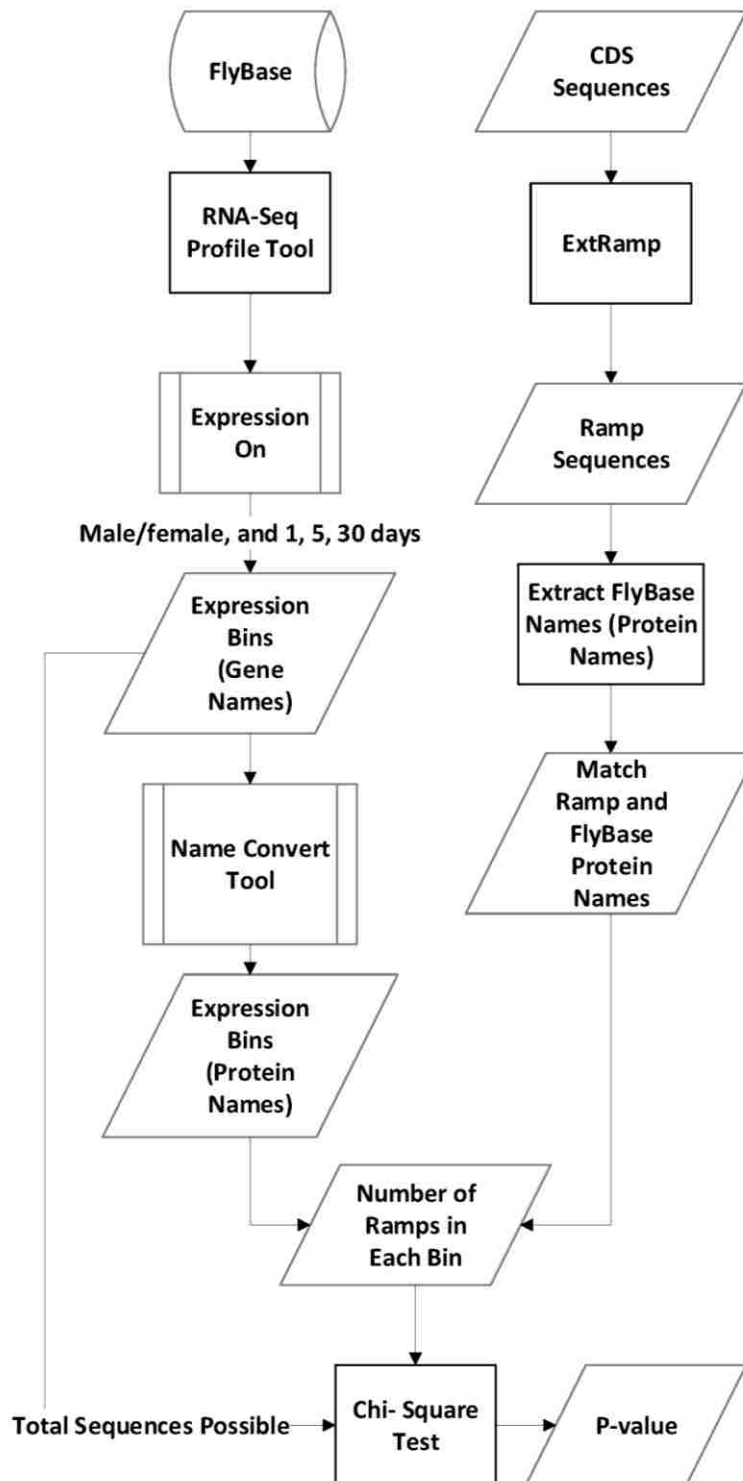 FlyBase
RNA-Seq
Profile Tool
Expression
On
Male/female, and 1, 5, 30 days
Expression
Bins
(Gene
Names)
Name Convert
Tool
Expression
Bins
(Protein
Names)
CDS
Sequences
ExtRamp
Ramp
Sequences
Extract FlyBase
Names (Protein
Names)
Match
Ramp and
FlyBase
Protein
Names
Number of
Ramps in
Each Bin
Total Sequences Possible
Chi- Square
Test
P-value